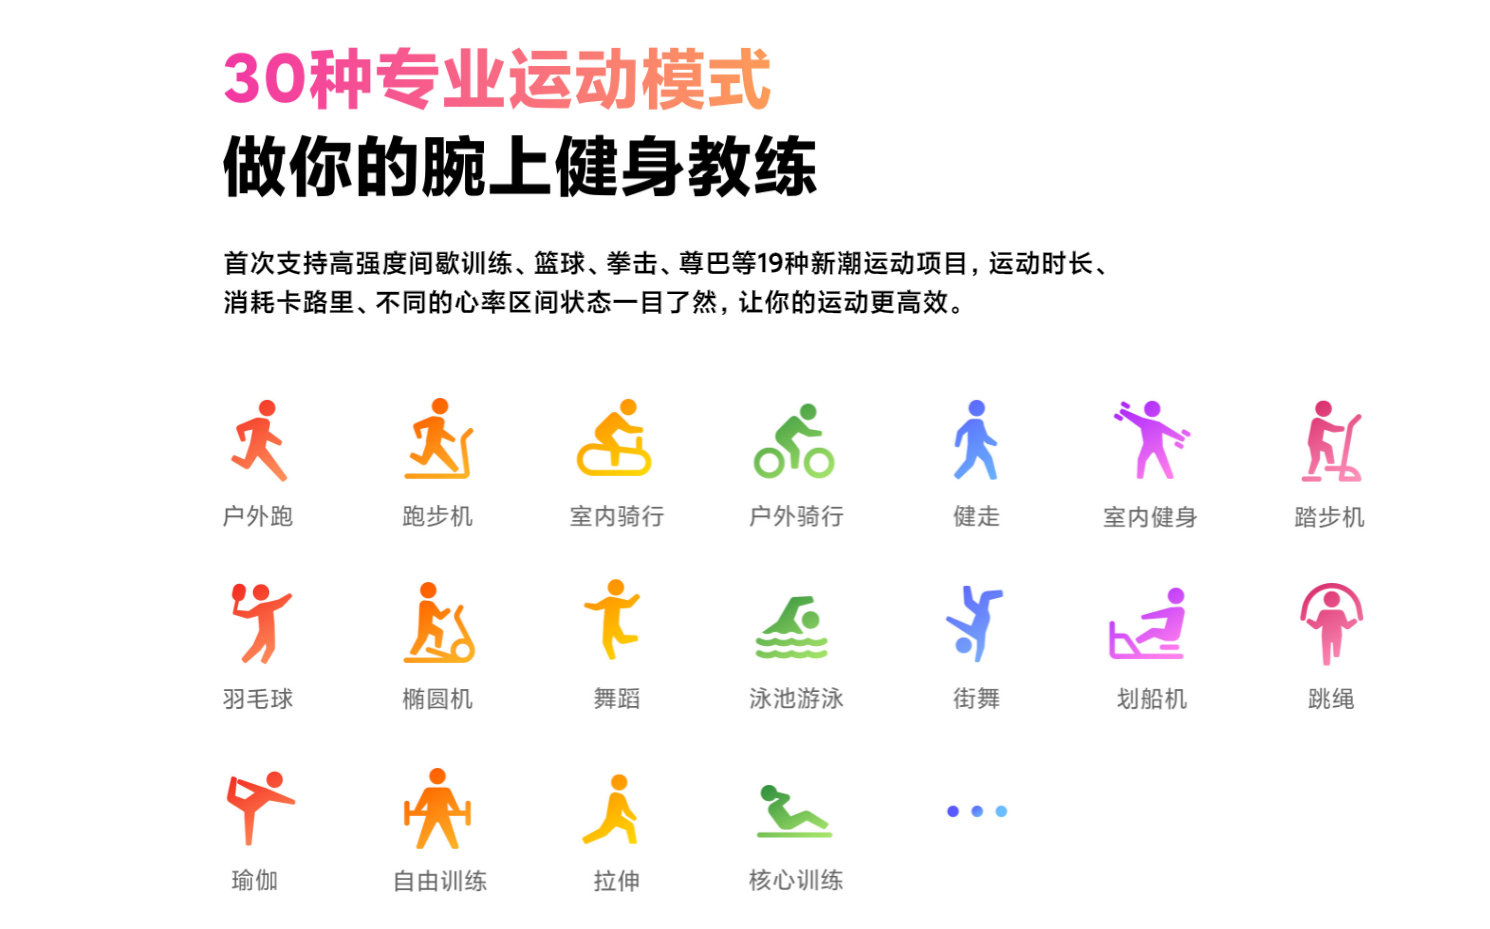 30种专业运动模式
做你的腕上健身教练
首次支持高强度间歇训练、篮球、拳击、尊巴等19种新潮运动项目，运动时长、
消耗卡路里、不同的心率区间状态一目了然，让你的运动更高效。
户外跑 跑步机 室内骑行 户外骑行 健走 室内健身 踏步机
羽毛球 椭圆机 舞蹈 泳池游泳 街舞 划船机 跳绳
瑜伽 自由训练 拉伸 核心训练